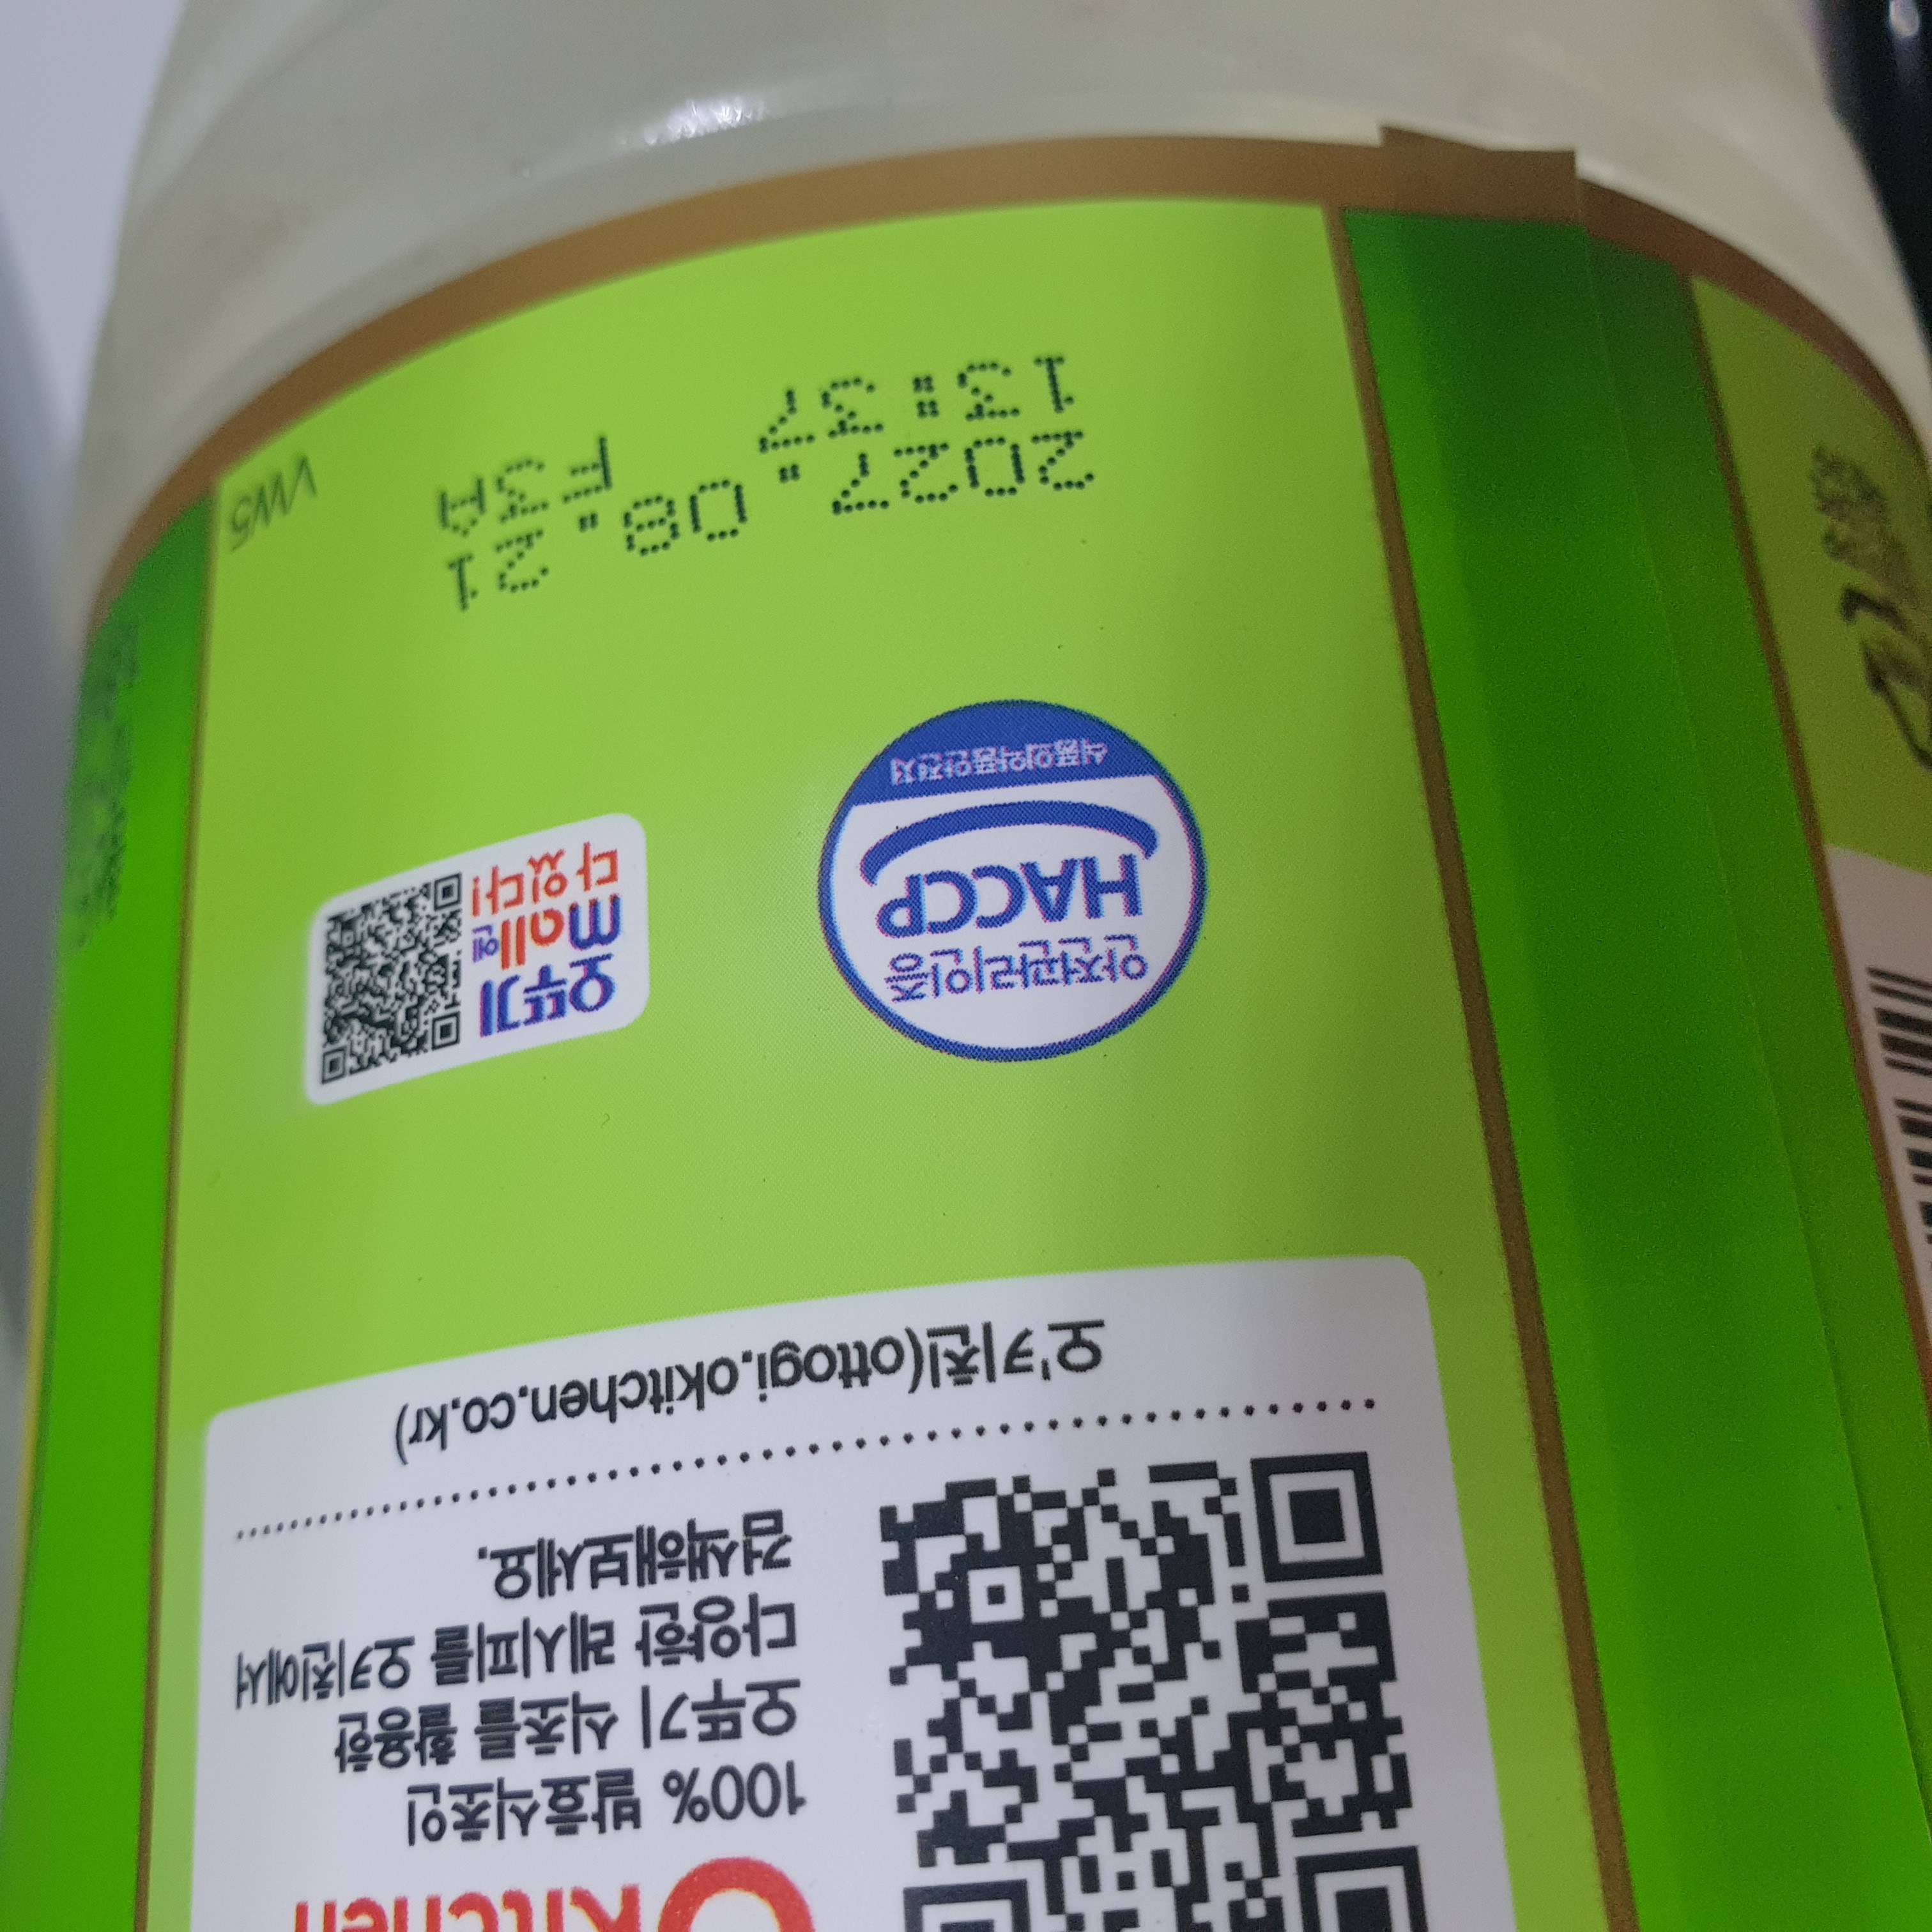 Okitchen
100% 발효식초인
오뚜기 식초를 활용한
다양한 레시피를 오키친에서
검색해보세요.
오'키친(ottogi.okitchen.co.kr)
안전관리인증
HACCP
식품의약품안전처
오뚜기
mall엔
다있다!
2027.08.21
13:37 F3A
VW5